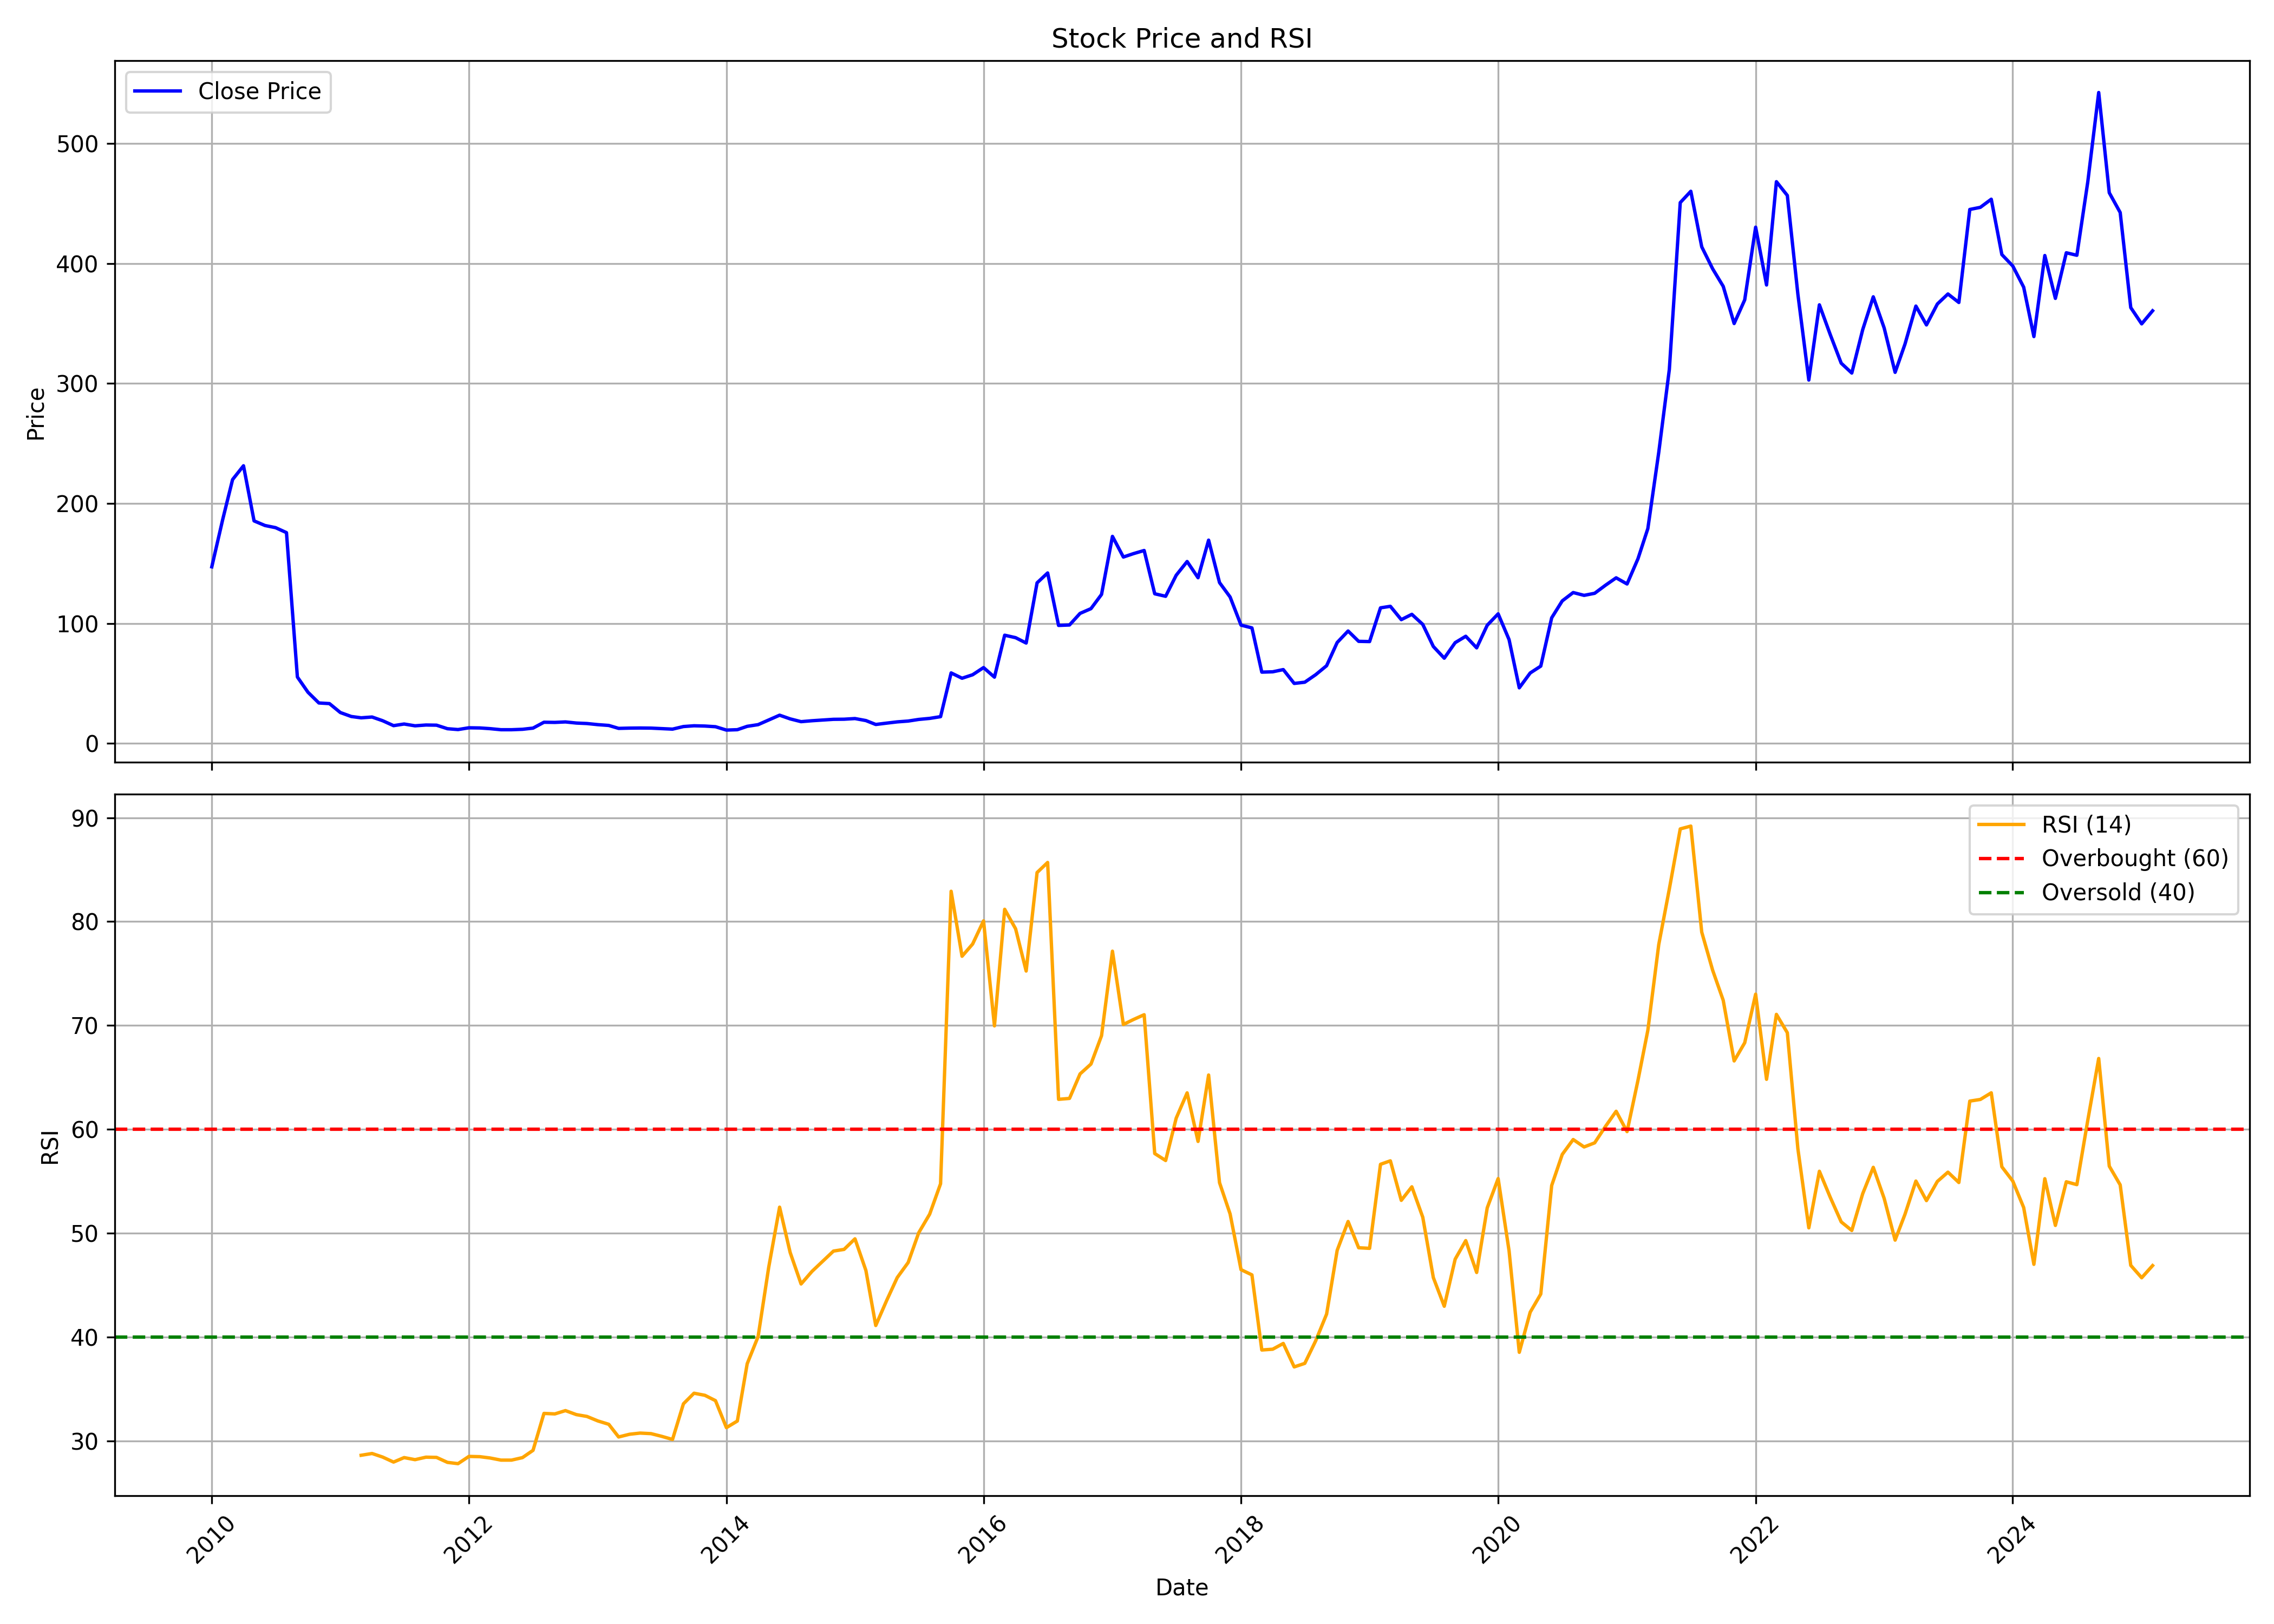 Stock Price and RSI
Close Price
500
400
300
200
100
0
Price
90
80
70
60
50
40
30
RSI
RSI (14)
Overbought (60)
Oversold (40)
2010
2012
2014
2016
2018
2020
2022
2024
Date